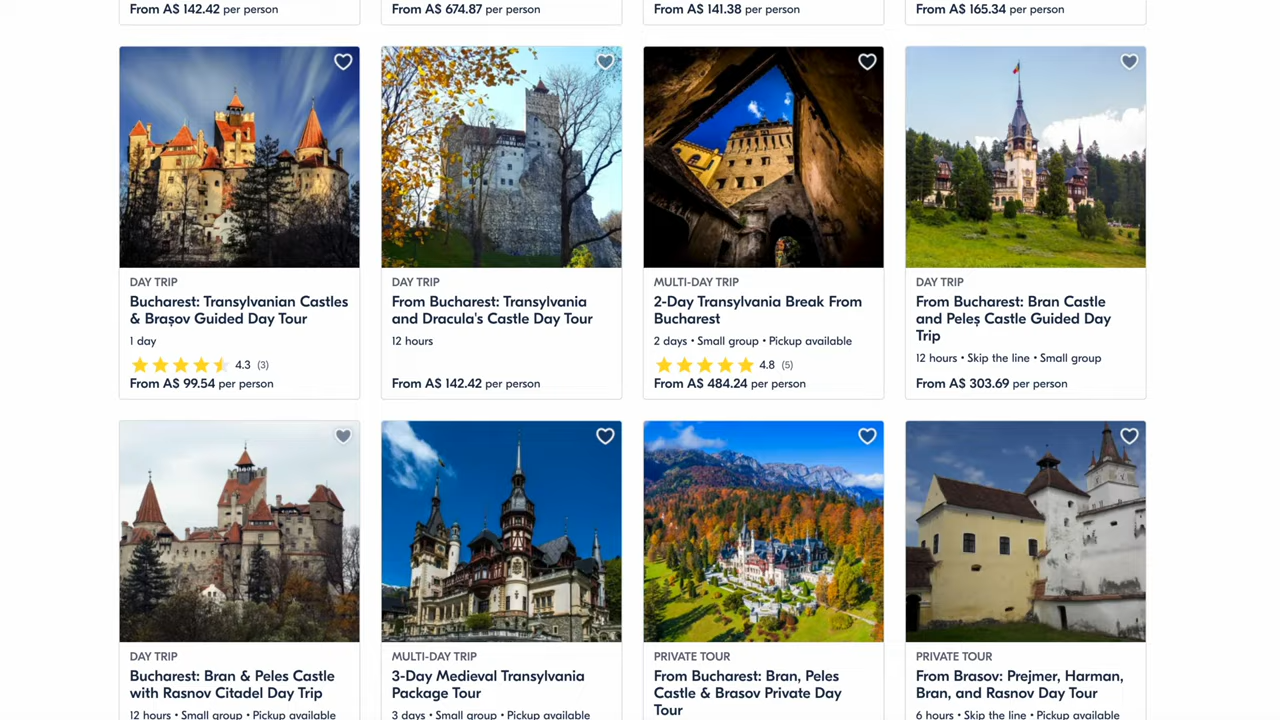 From A$ 142.42 per person
From A$ 674.87 per person
From A$ 141.38 per person
From A$ 165.34 per person
DAY TRIP
Bucharest: Transylvanian Castles
& Brașov Guided Day Tour
1 day
4.3 (3)
From A$ 99.54 per person
DAY TRIP
From Bucharest: Transylvania
and Dracula's Castle Day Tour
12 hours
From A$ 142.42 per person
MULTI-DAY TRIP
2-Day Transylvania Break From
Bucharest
2 days • Small group • Pickup available
4.8 (5)
From A$ 484.24 per person
DAY TRIP
From Bucharest: Bran Castle
and Peleș Castle Guided Day
Trip
12 hours • Skip the line • Small group
From A$ 303.69 per person
DAY TRIP
Bucharest: Bran & Peles Castle
with Rasnov Citadel Day Trip
12 hours • Small group • Pickup available
MULTI-DAY TRIP
3-Day Medieval Transylvania
Package Tour
3 days • Small group • Pickup available
PRIVATE TOUR
From Bucharest: Bran, Peles
Castle & Brasov Private Day
Tour
PRIVATE TOUR
From Brasov: Prejmer, Harman,
Bran, and Rasnov Day Tour
6 hours • Skip the line • Pickup available